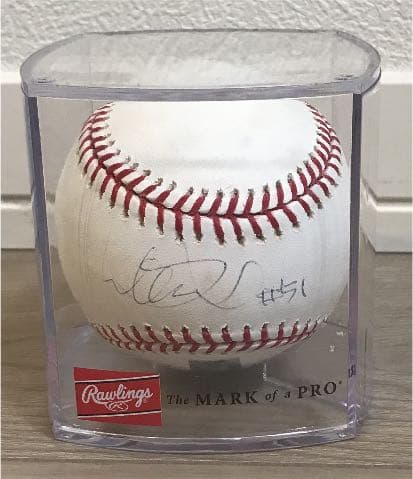 #51
Rawlings
The MARK of a PRO®